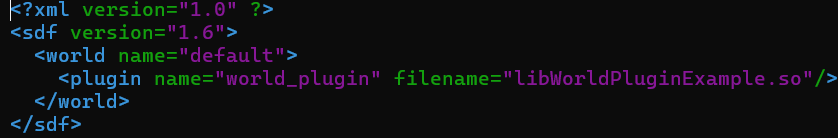 <?xml version="1.0" ?>
<sdf version="1.6">
  <world name="default">
    <plugin name="world_plugin" filename="libWorldPluginExample.so"/>
  </world>
</sdf>